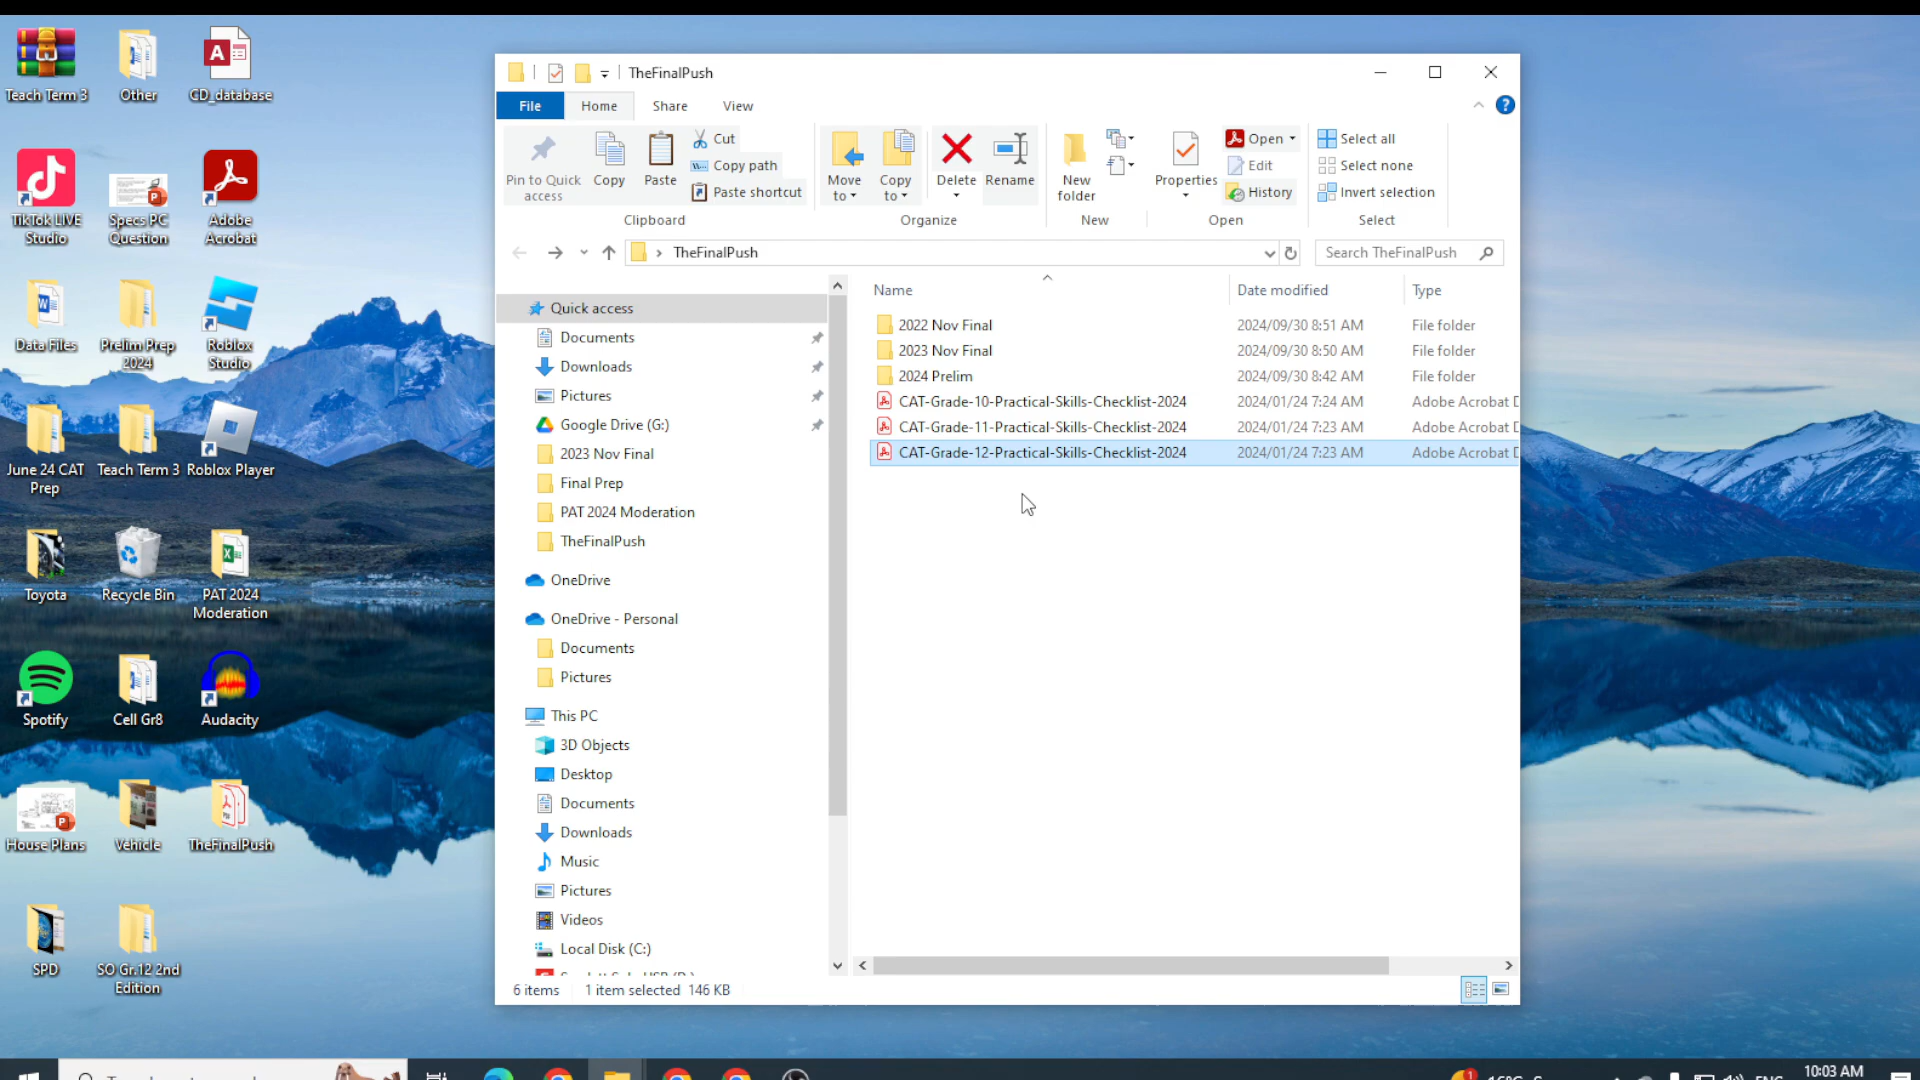 Teach Term 3
Other
CD_database
TikTok LIVE
Studio
Specs PC
Question
Adobe
Acrobat
Data Files
Prelim Prep
2024
Roblox
Studio
June 24 CAT
Prep
Teach Term 3
Roblox Player
Toyota
Recycle Bin
PAT 2024
Moderation
Spotify
Cell Gr8
Audacity
House Plans
Vehicle
TheFinalPush
SPD
SO Gr.12 2nd
Edition
TheFinalPush
File
Home
Share
View
Pin to Quick
access
Copy
Paste
Cut
Copy path
Paste shortcut
Clipboard
Move
to
Copy
to
Delete
Rename
Organize
New
folder
New
Properties
Open
Edit
History
Open
Select all
Select none
Invert selection
Select
TheFinalPush
Search TheFinalPush
Quick access
Documents
Downloads
Pictures
Google Drive (G:)
2023 Nov Final
Final Prep
PAT 2024 Moderation
TheFinalPush
OneDrive
OneDrive - Personal
Documents
Pictures
This PC
3D Objects
Desktop
Documents
Downloads
Music
Pictures
Videos
Local Disk (C:)
Name Date modified Type
2022 Nov Final 2024/09/30 8:51 AM File folder
2023 Nov Final 2024/09/30 8:50 AM File folder
2024 Prelim 2024/09/30 8:42 AM File folder
CAT-Grade-10-Practical-Skills-Checklist-2024 2024/01/24 7:24 AM Adobe Acrobat D
CAT-Grade-11-Practical-Skills-Checklist-2024 2024/01/24 7:23 AM Adobe Acrobat D
CAT-Grade-12-Practical-Skills-Checklist-2024 2024/01/24 7:23 AM Adobe Acrobat D
6 items 1 item selected 146 KB
10:03 AM